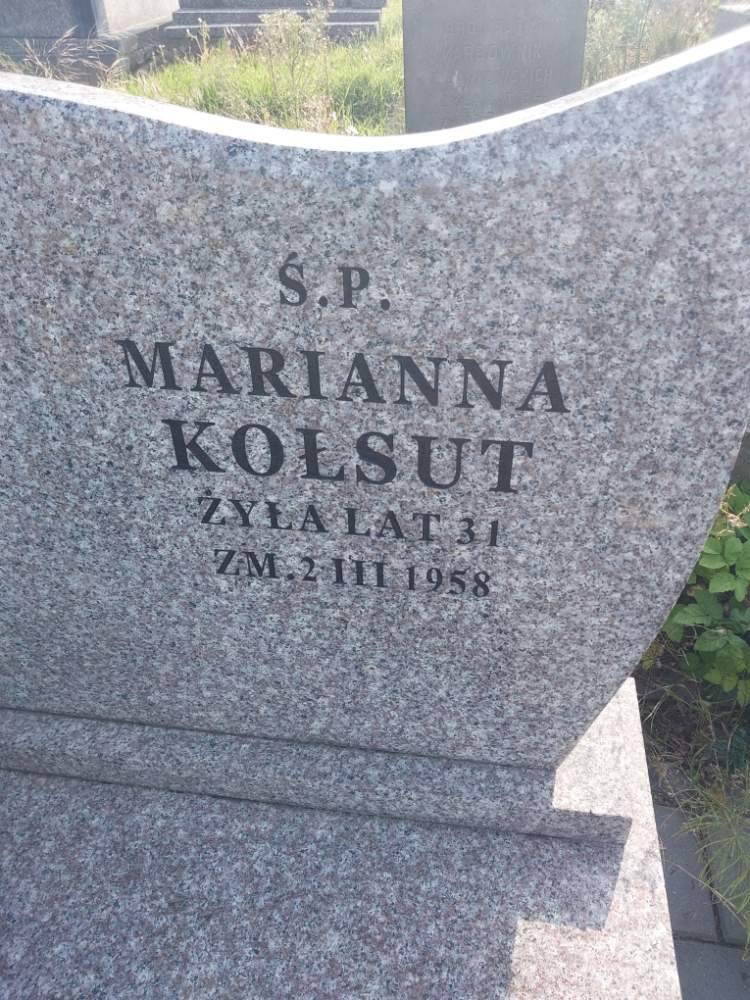 Ś.P.
MARIANNA
KOŁSUT
ŻYŁA LAT 31
ZM. 2 III 1958